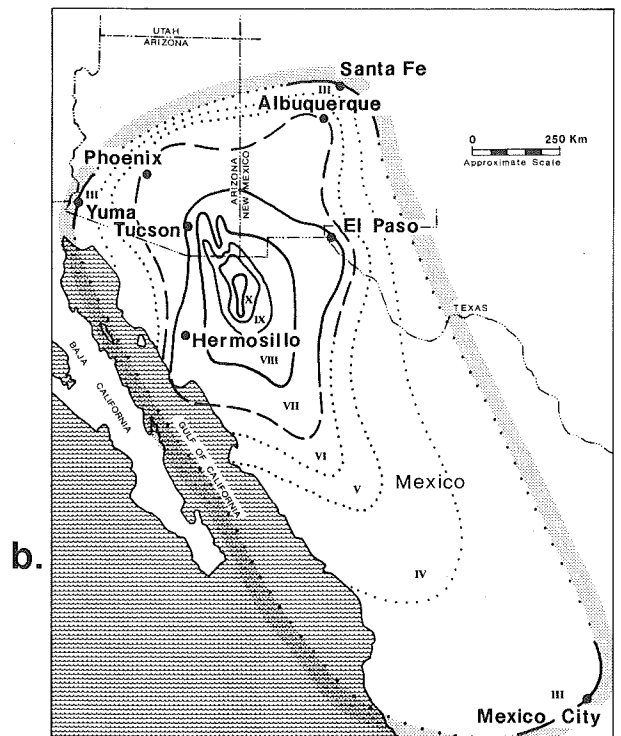 UTAH
ARIZONA
Santa Fe
III
Albuquerque
0 250 Km
Approximate Scale
Phoenix
ARIZONA
NEW MEXICO
III
Yuma
Tucson
El Paso
X
IX
TEXAS
Hermosillo
BAJA
CALIFORNIA
VIII
VII
GULF OF CALIFORNIA
VI
V
Mexico
b.
IV
III
Mexico City